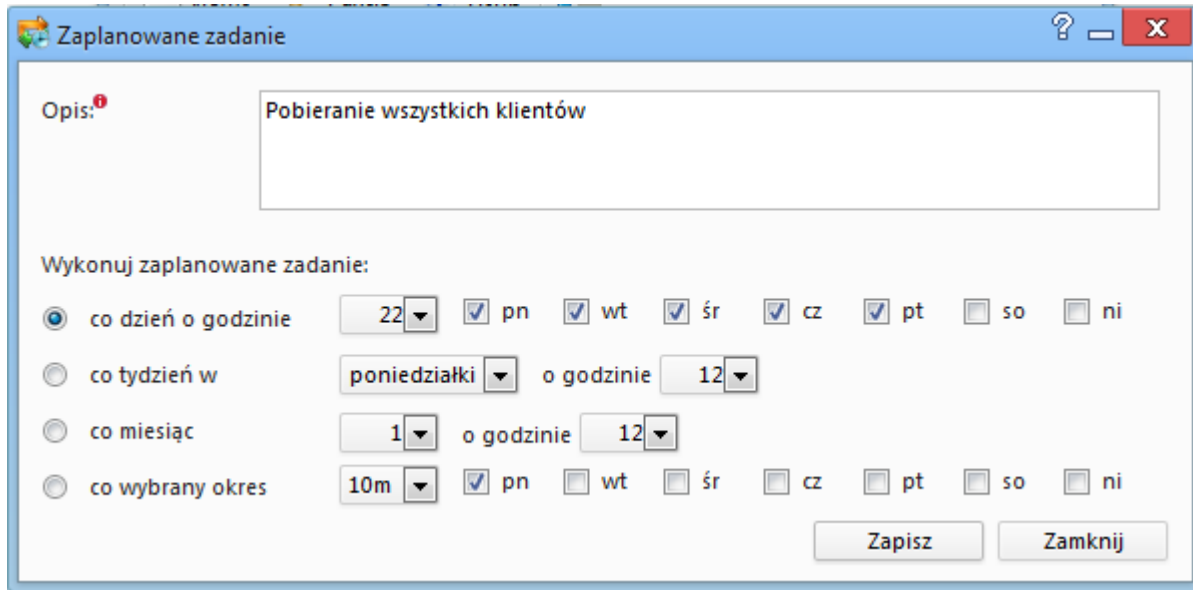 Zaplanowane zadanie
Opis:
Pobieranie wszystkich klientów
Wykonuj zaplanowane zadanie:
co dzień o godzinie 22 pn wt śr cz pt so ni
co tydzień w poniedziałki o godzinie 12
co miesiąc 1 o godzinie 12
co wybrany okres 10m pn wt śr cz pt so ni
Zapisz Zamknij